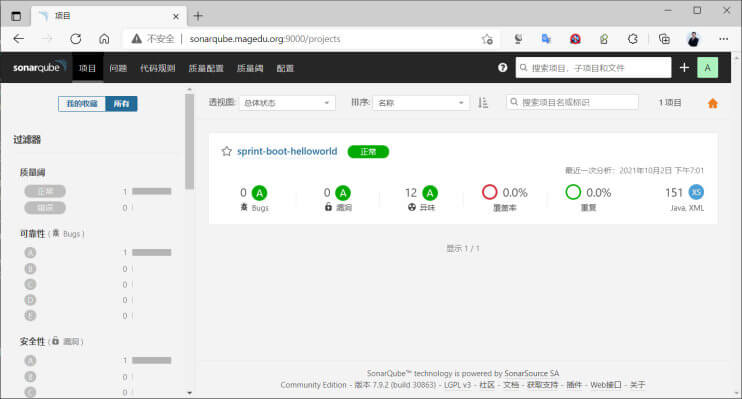 项目
不安全 | sonarqube.magedu.org:9000/projects
sonarqube 项目 问题 代码规则 质量配置 质量阈 配置 ? 搜索项目、子项目和文件 A
我的收藏 所有 透视图: 总体状态 排序: 名称 搜索项目名或标识 1 项目
过滤器
质量阈
正常 1
错误 0
可靠性 ( Bugs )
A 1
B 0
C 0
D 0
E 0
安全性 ( 漏洞 )
A 1
B 0
C 0
sprint-boot-helloworld 正常
最近一次分析: 2021年10月2日 下午7:01
0 A 0 A 12 A 0.0% 0.0% 151 XS
Bugs 漏洞 异味 覆盖率 重复 Java, XML
显示 1 / 1
SonarQube™ technology is powered by SonarSource SA
Community Edition - 版本 7.9.2 (build 30863) - LGPL v3 - 社区 - 文档 - 获取支持 - 插件 - Web接口 - 关于